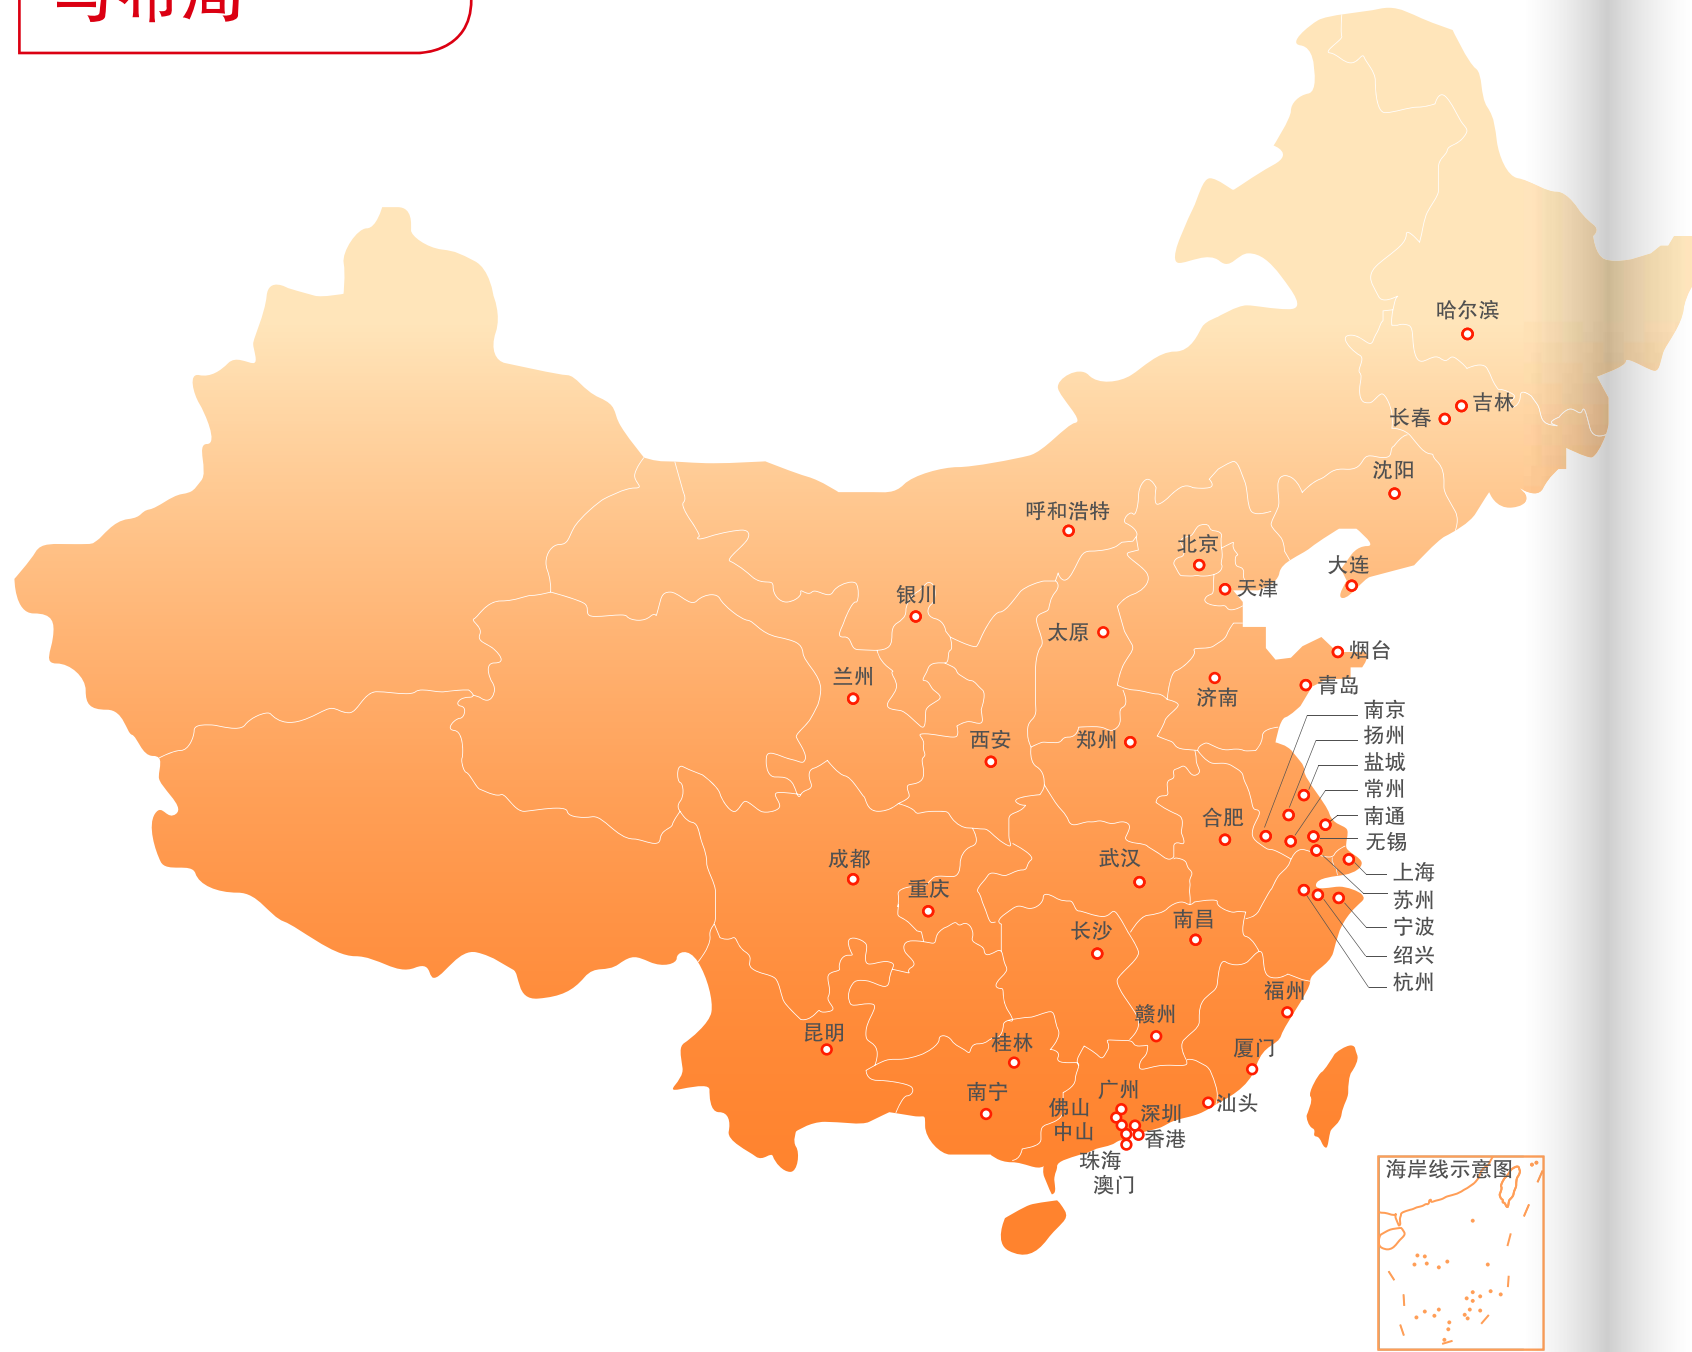 与布局
哈尔滨
吉林
长春
沈阳
呼和浩特
北京
大连
天津
银川
太原
烟台
兰州
青岛
济南
南京
西安
郑州
扬州
盐城
常州
合肥
南通
无锡
成都
武汉
上海
重庆
苏州
南昌
宁波
长沙
绍兴
杭州
福州
赣州
昆明
桂林
厦门
南宁
广州
佛山
深圳
汕头
中山
香港
珠海
澳门
海岸线示意图